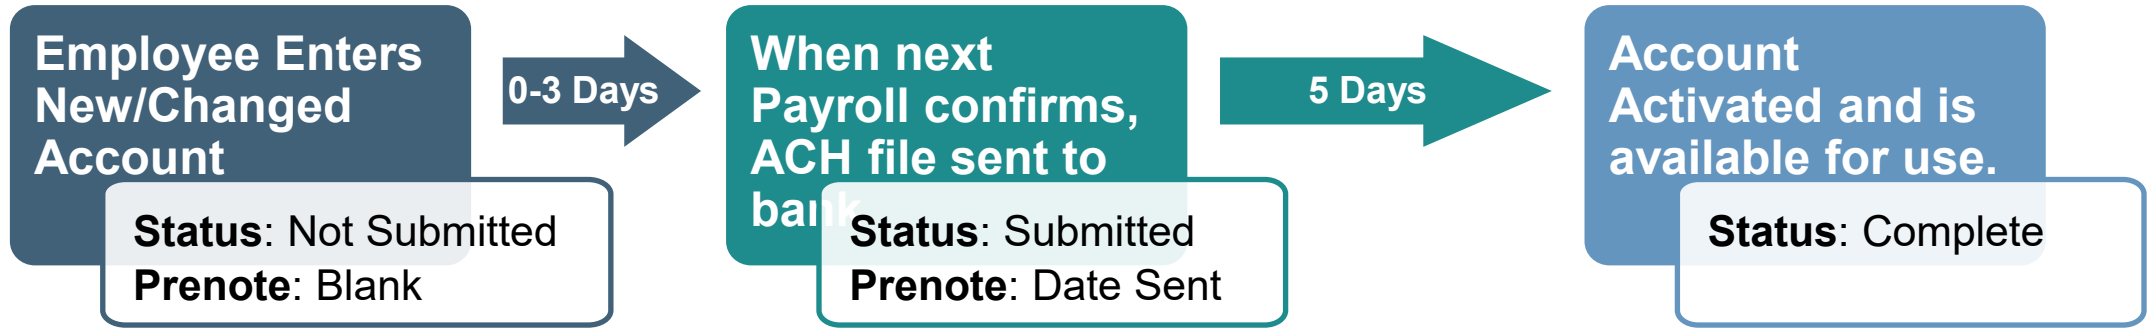 Employee Enters
New/Changed
Account
Status: Not Submitted
Prenote: Blank
0-3 Days
When next
Payroll confirms,
ACH file sent to
bank
Status: Submitted
Prenote: Date Sent
5 Days
Account
Activated and is
available for use.
Status: Complete